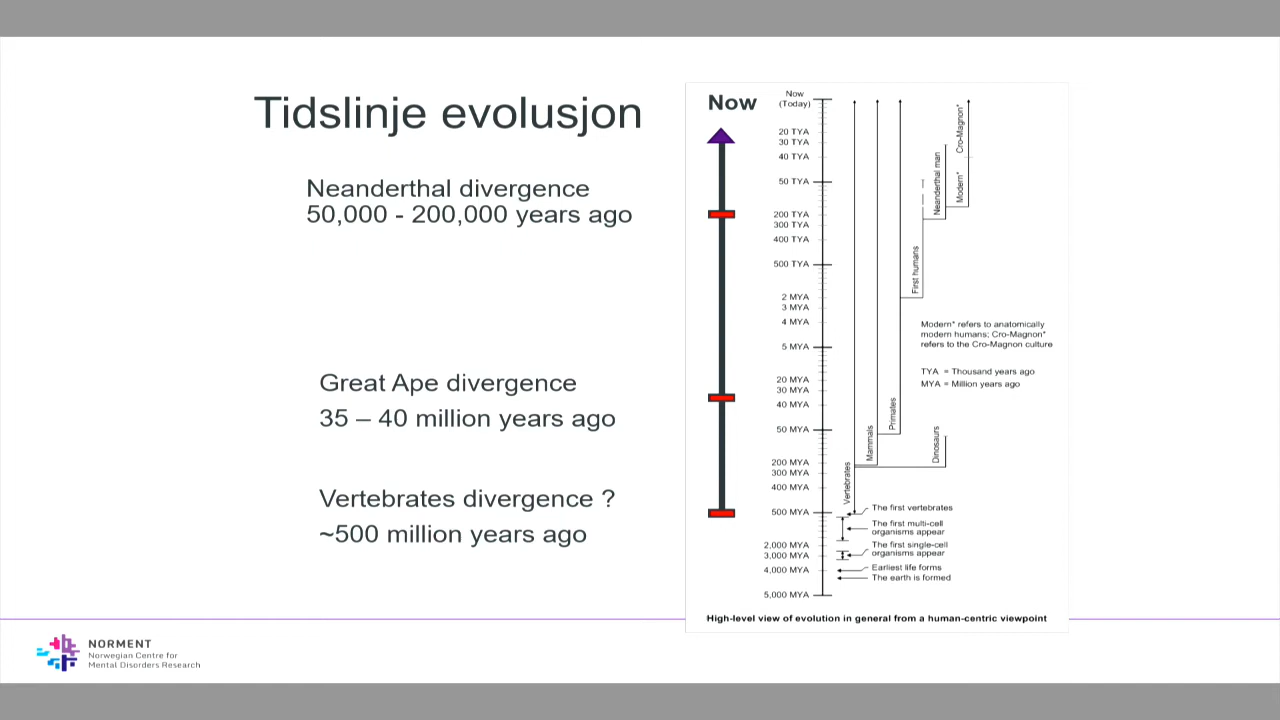 Tidslinje evolusjon
Neanderthal divergence
50,000 - 200,000 years ago
Great Ape divergence
35 – 40 million years ago
Vertebrates divergence ?
~500 million years ago
Now
Now
(Today)
20 TYA
30 TYA
40 TYA
50 TYA
200 TYA
300 TYA
400 TYA
500 TYA
2 MYA
3 MYA
4 MYA
5 MYA
20 MYA
30 MYA
40 MYA
50 MYA
200 MYA
300 MYA
400 MYA
500 MYA
2,000 MYA
3,000 MYA
4,000 MYA
5,000 MYA
Vertebrates
Mammals
Primates
First humans
Neanderthal man
Modern*
Cro-Magnon*
Dinosaurs
Modern* refers to anatomically
modern humans; Cro-Magnon*
refers to the Cro-Magnon culture
TYA = Thousand years ago
MYA = Million years ago
The first vertebrates
The first multi-cell
organisms appear
The first single-cell
organisms appear
Earliest life forms
The earth is formed
High-level view of evolution in general from a human-centric viewpoint
NORMENT
Norwegian Centre for
Mental Disorders Research